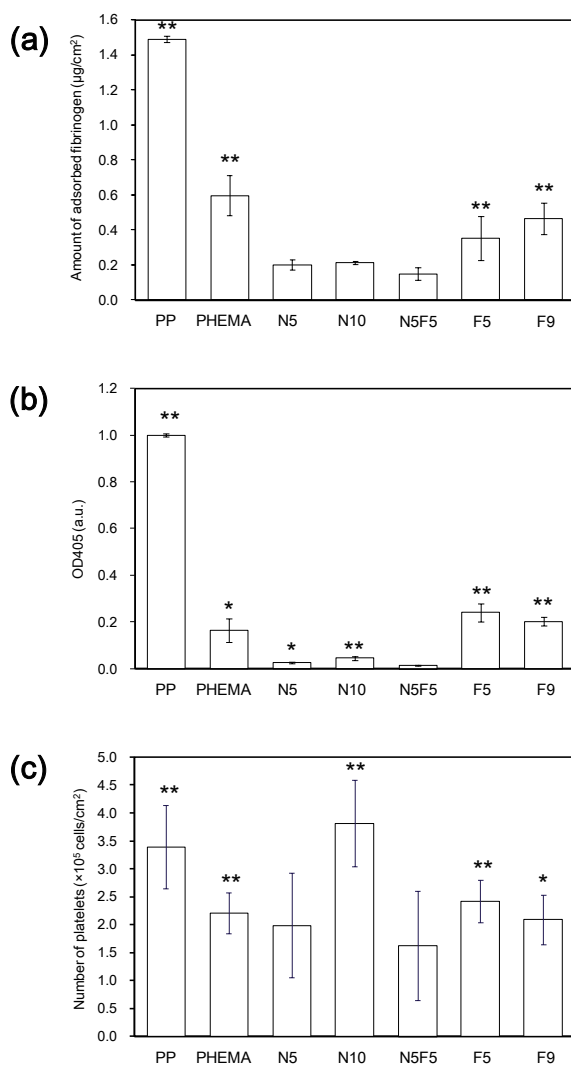 (a)
Amount of adsorbed fibrinogen (μg/cm²)
1.6
1.4
1.2
1.0
0.8
0.6
0.4
0.2
0.0
** ** ** **
PP PHEMA N5 N10 N5F5 F5 F9
(b)
OD405 (a.u.)
1.2
1.0
0.8
0.6
0.4
0.2
0.0
** * * ** ** **
PP PHEMA N5 N10 N5F5 F5 F9
(c)
Number of platelets (×10⁵ cells/cm²)
5.0
4.5
4.0
3.5
3.0
2.5
2.0
1.5
1.0
0.5
0.0
** ** ** ** *
PP PHEMA N5 N10 N5F5 F5 F9